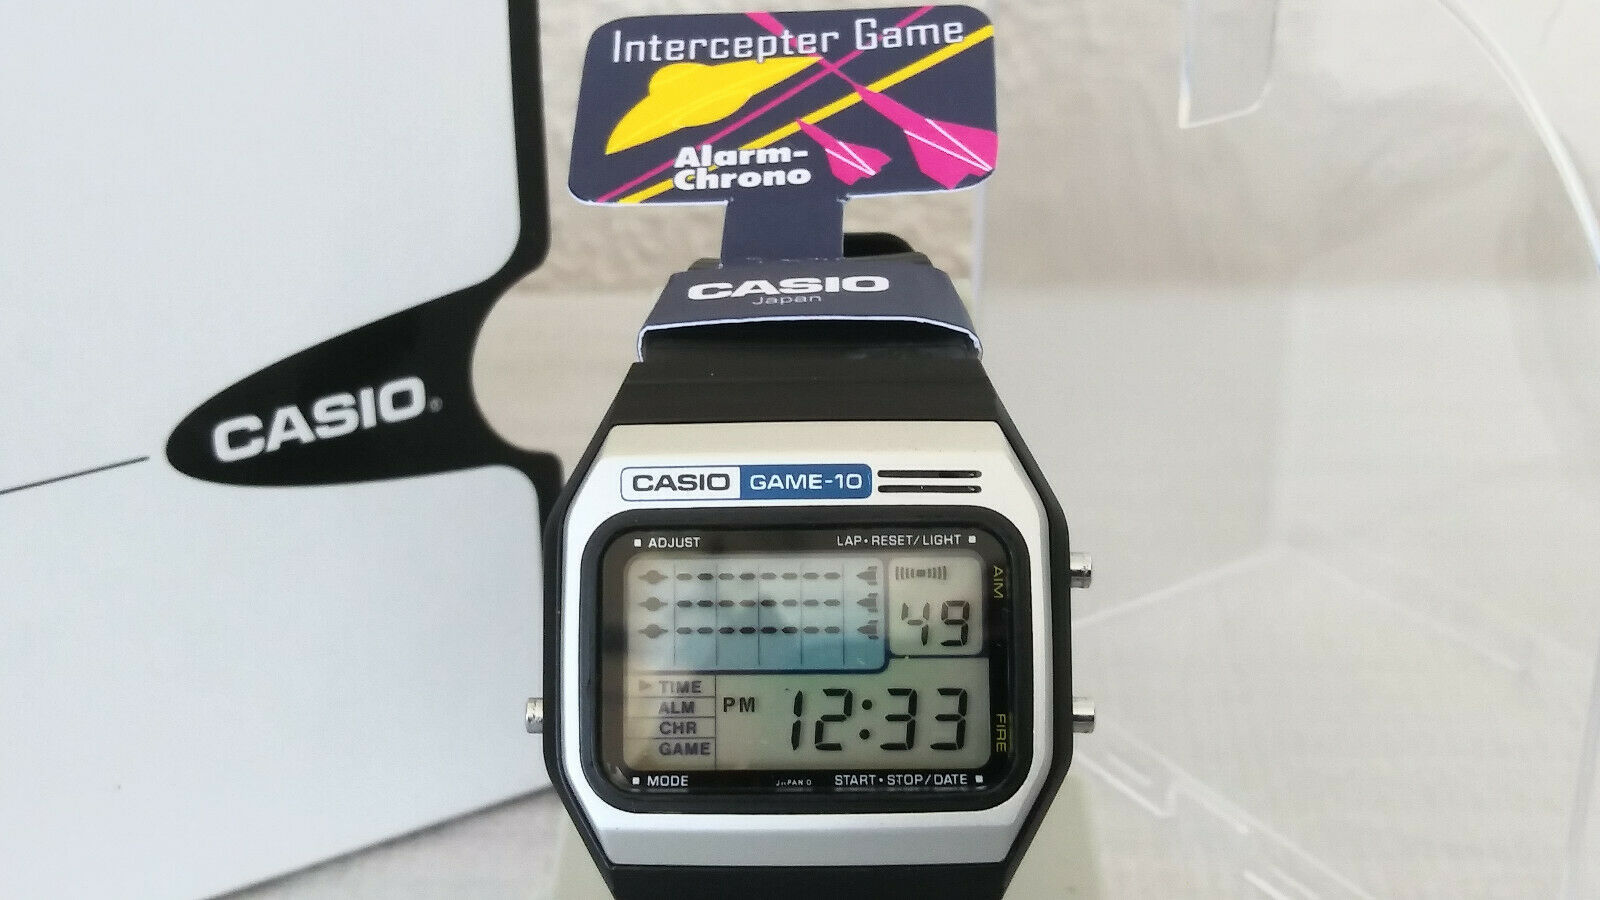 Intercepter Game
Alarm-
Chrono
CASIO
Japan
CASIO®
CASIO GAME-10
ADJUST LAP•RESET/LIGHT
AIM
49
TIME
ALM
CHR
GAME
PM 12:33
FIRE
MODE JAPAN D START•STOP/DATE